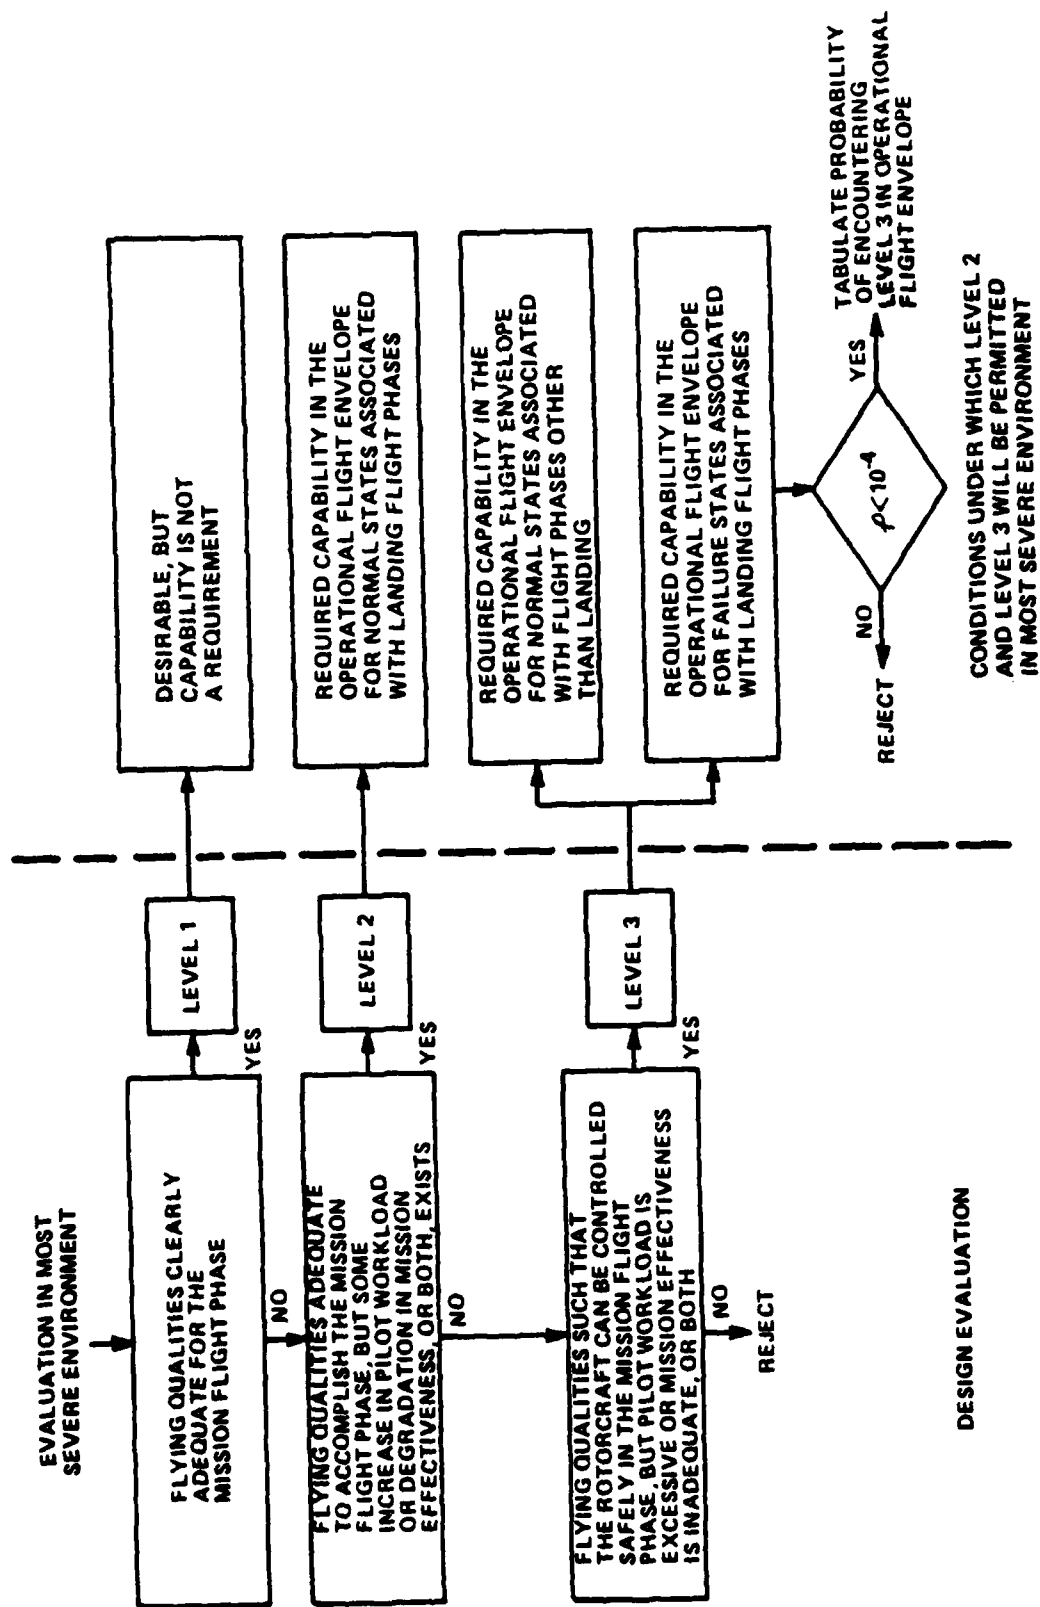 EVALUATION IN MOST
SEVERE ENVIRONMENT
FLYING QUALITIES CLEARLY
ADEQUATE FOR THE
MISSION FLIGHT PHASE
YES
LEVEL 1
DESIRABLE, BUT
CAPABILITY IS NOT
A REQUIREMENT
NO
FLYING QUALITIES ADEQUATE
TO ACCOMPLISH THE MISSION
FLIGHT PHASE, BUT SOME
INCREASE IN PILOT WORKLOAD
OR DEGRADATION IN MISSION
EFFECTIVENESS, OR BOTH, EXISTS
YES
LEVEL 2
REQUIRED CAPABILITY IN THE
OPERATIONAL FLIGHT ENVELOPE
FOR NORMAL STATES ASSOCIATED
WITH LANDING FLIGHT PHASES
NO
FLYING QUALITIES SUCH THAT
THE ROTORCRAFT CAN BE CONTROLLED
SAFELY IN THE MISSION FLIGHT
PHASE, BUT PILOT WORKLOAD IS
EXCESSIVE OR MISSION EFFECTIVENESS
IS INADEQUATE, OR BOTH
YES
LEVEL 3
REQUIRED CAPABILITY IN THE
OPERATIONAL FLIGHT ENVELOPE
FOR NORMAL STATES ASSOCIATED
WITH FLIGHT PHASES OTHER
THAN LANDING
REQUIRED CAPABILITY IN THE
OPERATIONAL FLIGHT ENVELOPE
FOR FAILURE STATES ASSOCIATED
WITH LANDING FLIGHT PHASES
NO
REJECT
REJECT
NO
ρ<10⁻⁴
YES
TABULATE PROBABILITY
OF ENCOUNTERING
LEVEL 3 IN OPERATIONAL
FLIGHT ENVELOPE
DESIGN EVALUATION
CONDITIONS UNDER WHICH LEVEL 2
AND LEVEL 3 WILL BE PERMITTED
IN MOST SEVERE ENVIRONMENT